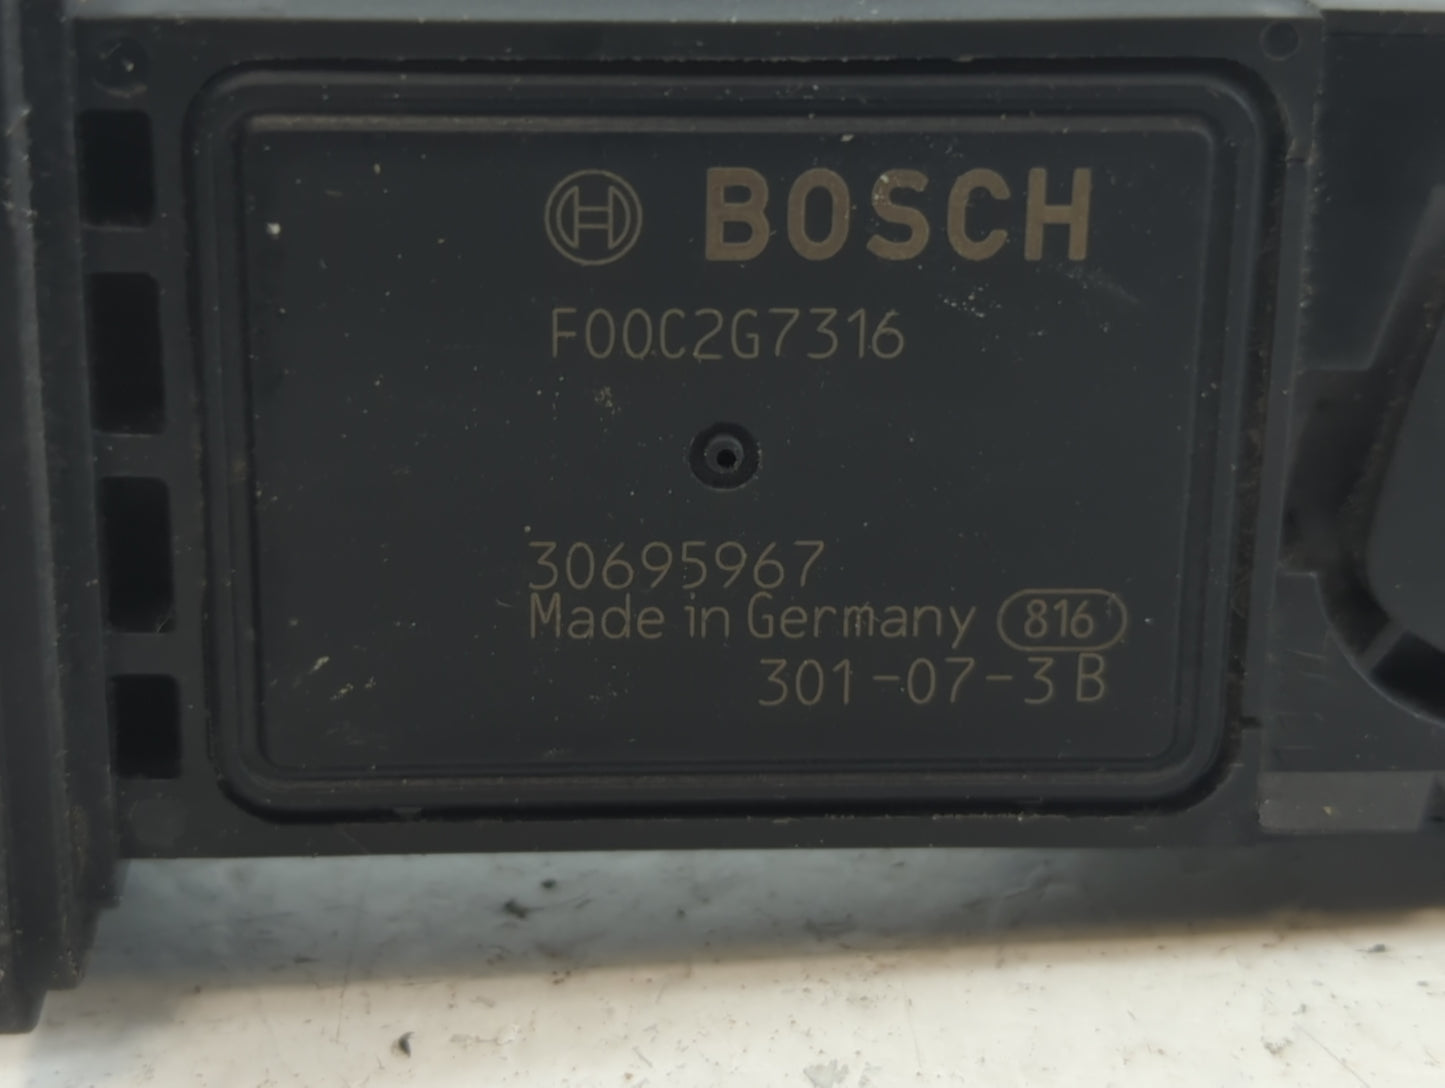 BOSCH
F00C2G7316
30695967
Made in Germany 816
301-07-3 B